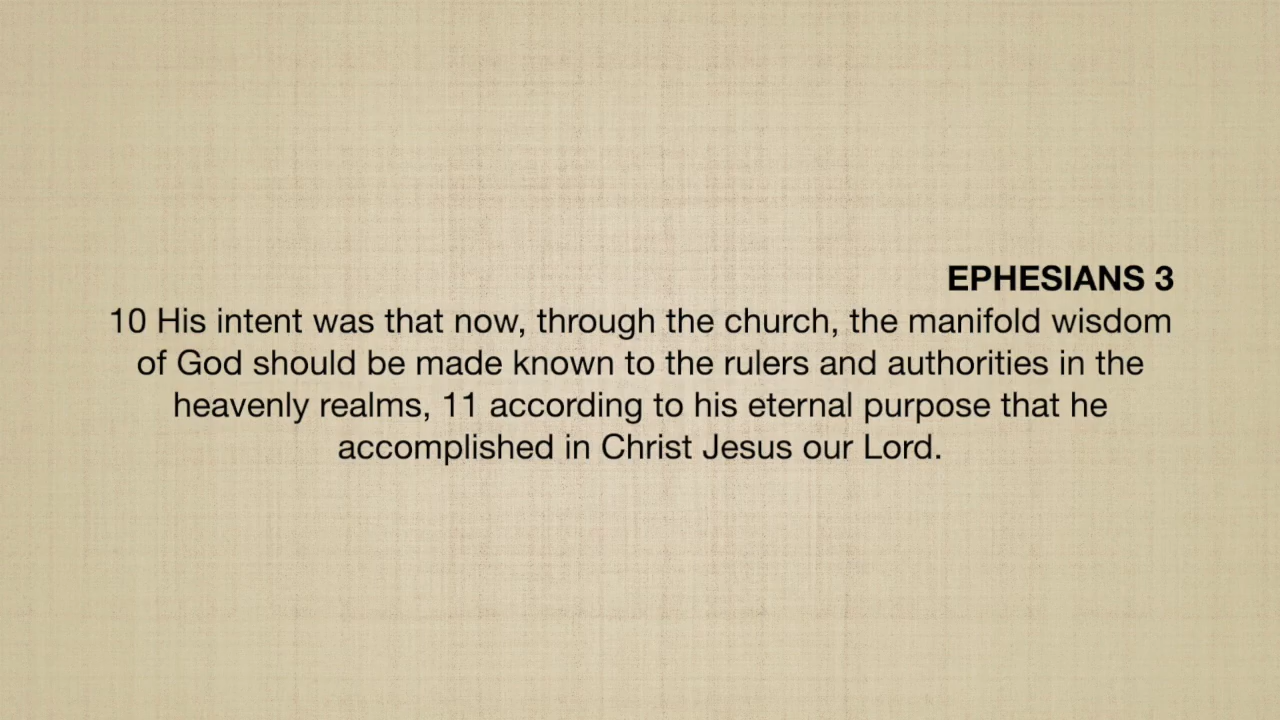 EPHESIANS 3
10 His intent was that now, through the church, the manifold wisdom
of God should be made known to the rulers and authorities in the
heavenly realms, 11 according to his eternal purpose that he
accomplished in Christ Jesus our Lord.